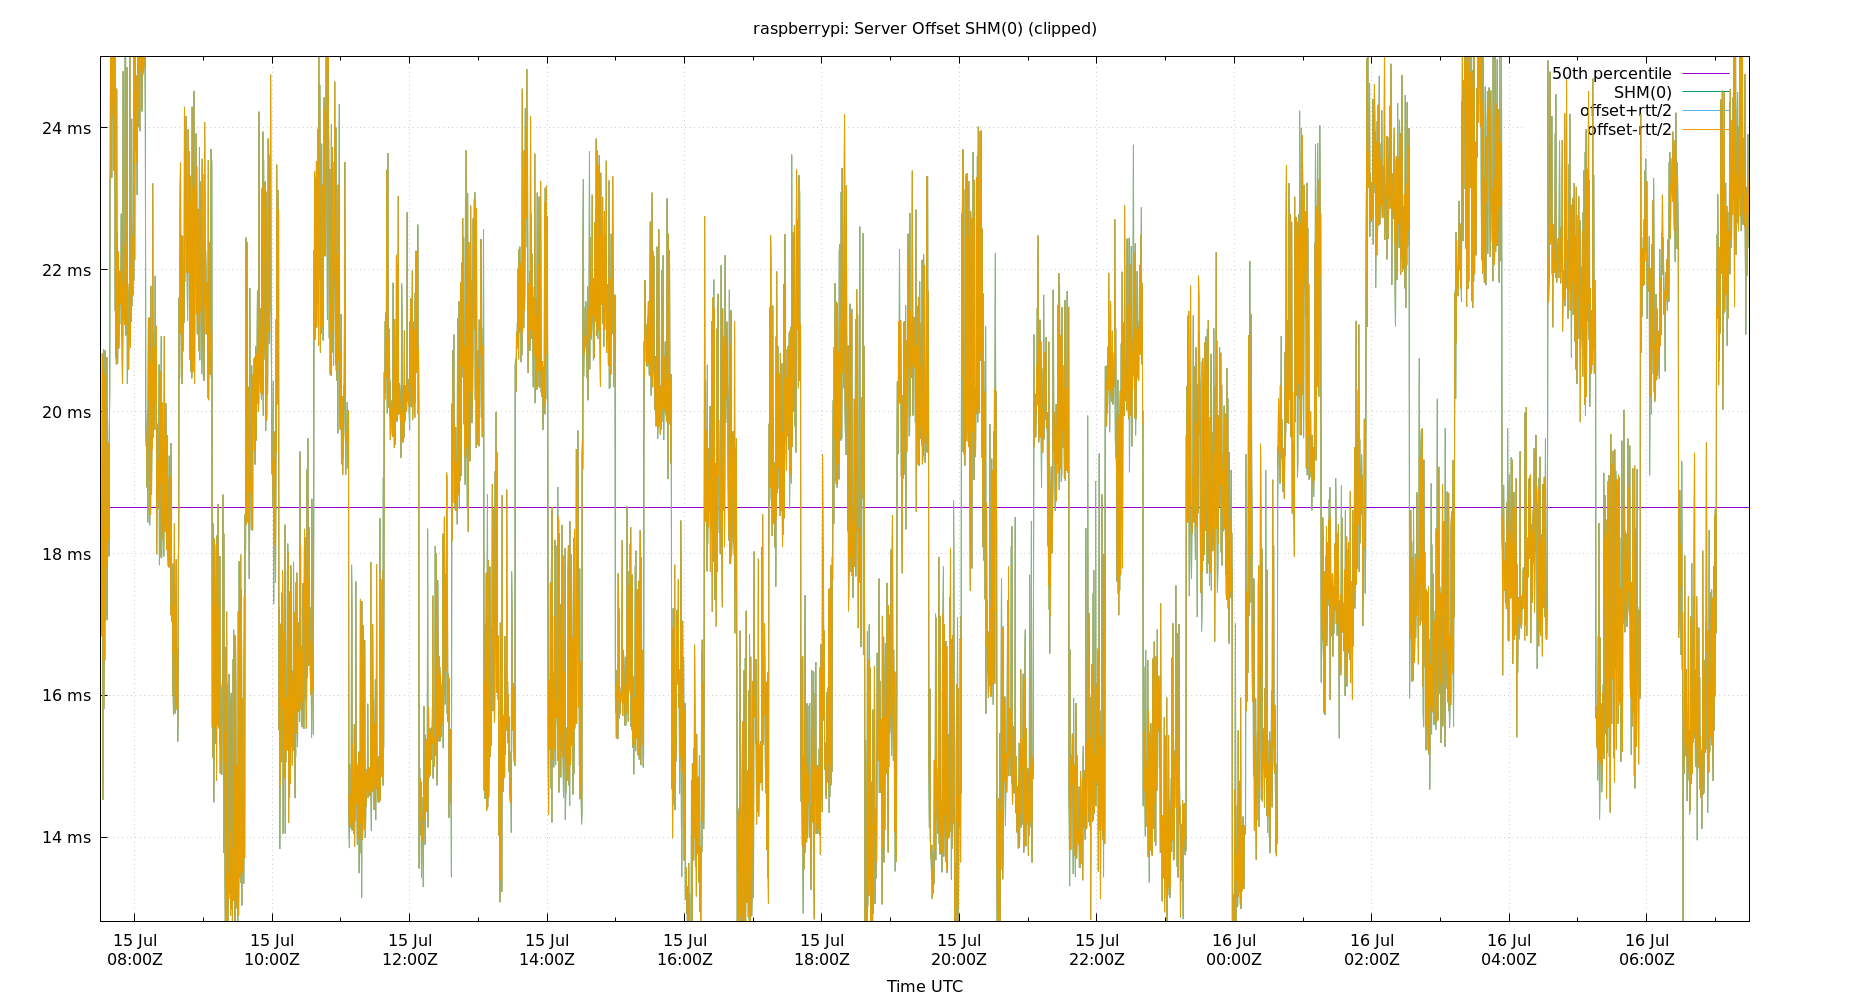 raspberrypi: Server Offset SHM(0) (clipped)
50th percentile
SHM(0)
offset+rtt/2
offset-rtt/2
24 ms
22 ms
20 ms
18 ms
16 ms
14 ms
15 Jul 15 Jul 15 Jul 15 Jul 15 Jul 15 Jul 15 Jul 15 Jul 16 Jul 16 Jul 16 Jul 16 Jul
08:00Z 10:00Z 12:00Z 14:00Z 16:00Z 18:00Z 20:00Z 22:00Z 00:00Z 02:00Z 04:00Z 06:00Z
Time UTC